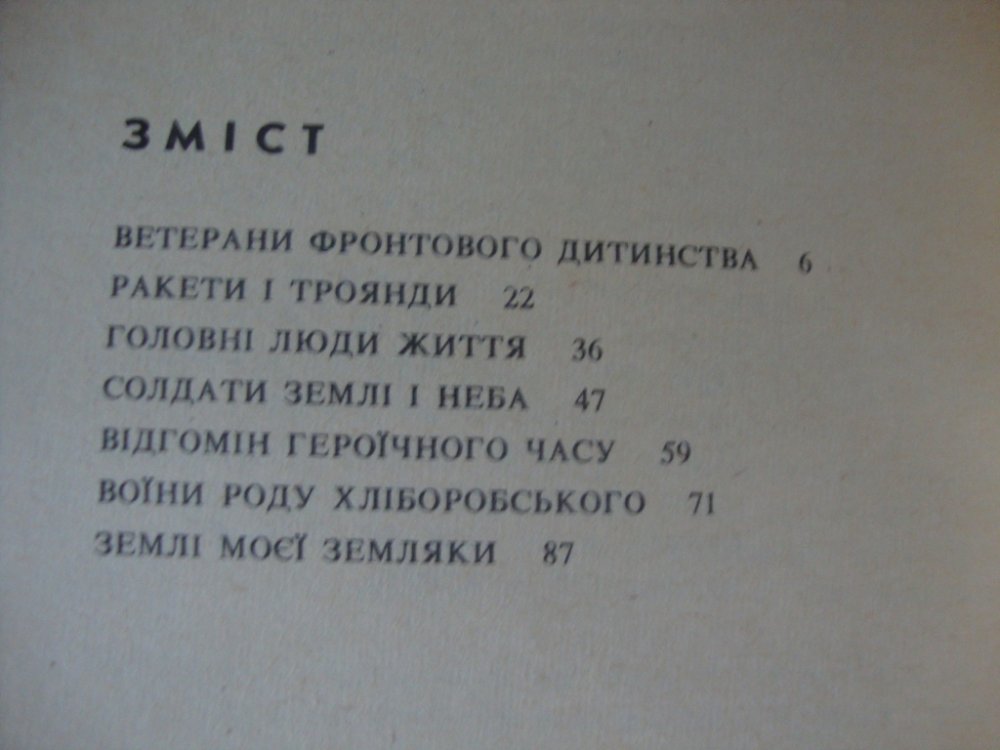 ЗМІСТ
ВЕТЕРАНИ ФРОНТОВОГО ДИТИНСТВА 6
РАКЕТИ І ТРОЯНДИ 22
ГОЛОВНІ ЛЮДИ ЖИТТЯ 36
СОЛДАТИ ЗЕМЛІ І НЕБА 47
ВІДГОМІН ГЕРОЇЧНОГО ЧАСУ 59
ВОЇНИ РОДУ ХЛІБОРОБСЬКОГО 71
ЗЕМЛІ МОЄЇ ЗЕМЛЯКИ 87